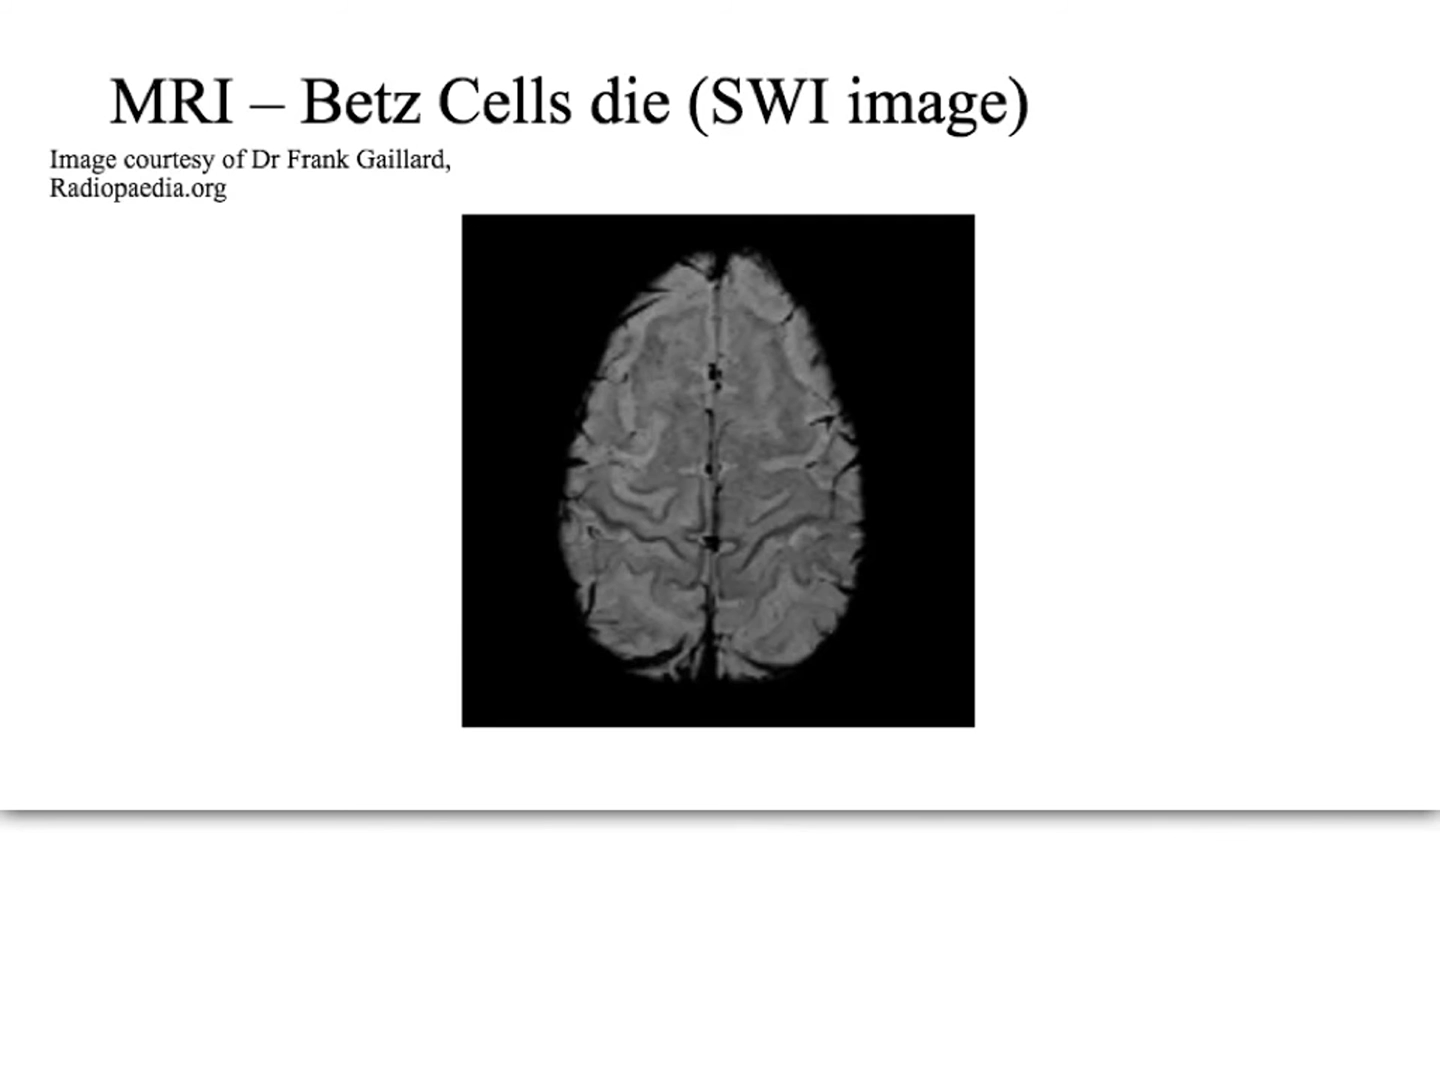 MRI – Betz Cells die (SWI image)
Image courtesy of Dr Frank Gaillard,
Radiopaedia.org